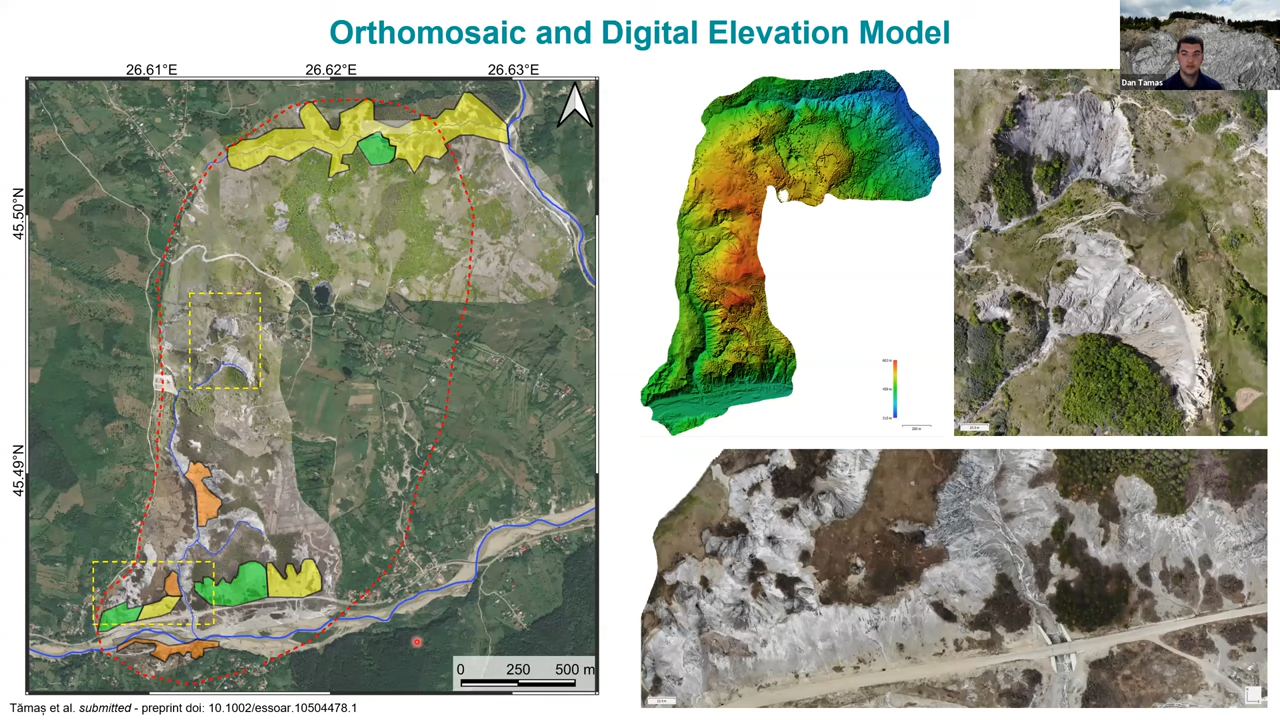 Orthomosaic and Digital Elevation Model
Dan Tamas
26.61°E
26.62°E
26.63°E
45.50°N
45.49°N
0 250 500 m
Tămaș et al. submitted - preprint doi: 10.1002/essoar.10504478.1